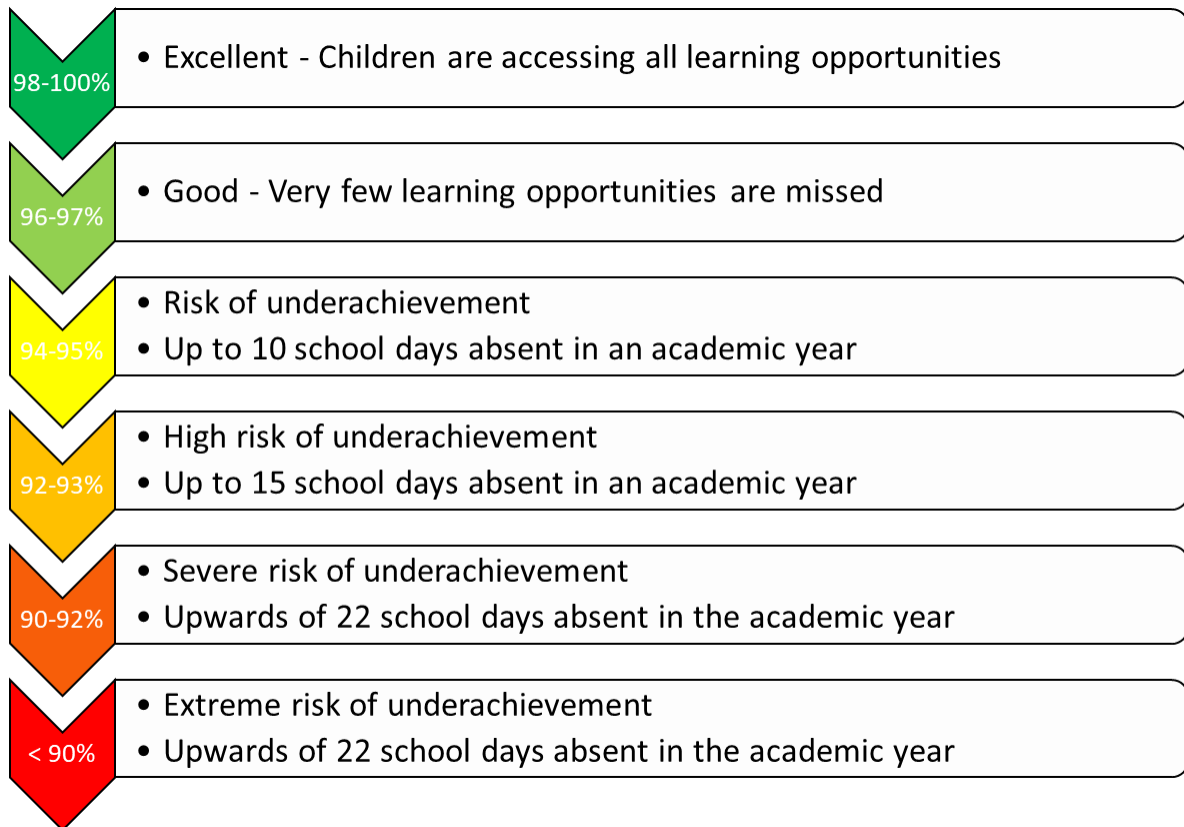 98-100%
• Excellent - Children are accessing all learning opportunities
96-97%
• Good - Very few learning opportunities are missed
94-95%
• Risk of underachievement
• Up to 10 school days absent in an academic year
92-93%
• High risk of underachievement
• Up to 15 school days absent in an academic year
90-92%
• Severe risk of underachievement
• Upwards of 22 school days absent in the academic year
< 90%
• Extreme risk of underachievement
• Upwards of 22 school days absent in the academic year